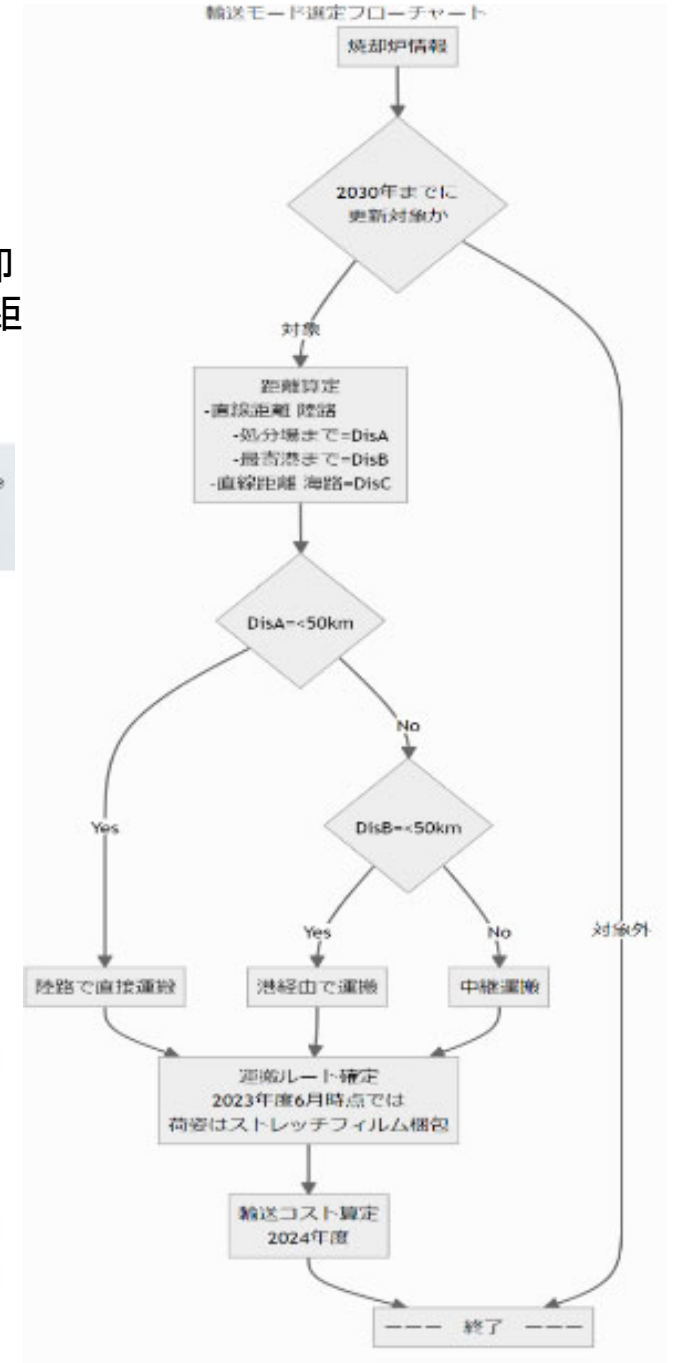 輸送モード選定フローチャート
焼却炉情報
2030年までに
更新対象か
却
距
対象
距離算定
-直線距離 陸路
-処分場まで=DisA
-最寄港まで=DisB
-直線距離 海路=DisC
e
DisA=<50km
No
Yes
DisB=<50km
Yes
No
対象外
陸路で直接運搬
港経由で運搬
中継運搬
運搬ルート確定
2023年度6月時点では
荷姿はストレッチフィルム梱包
輸送コスト算定
2024年度
––– 終了 –––